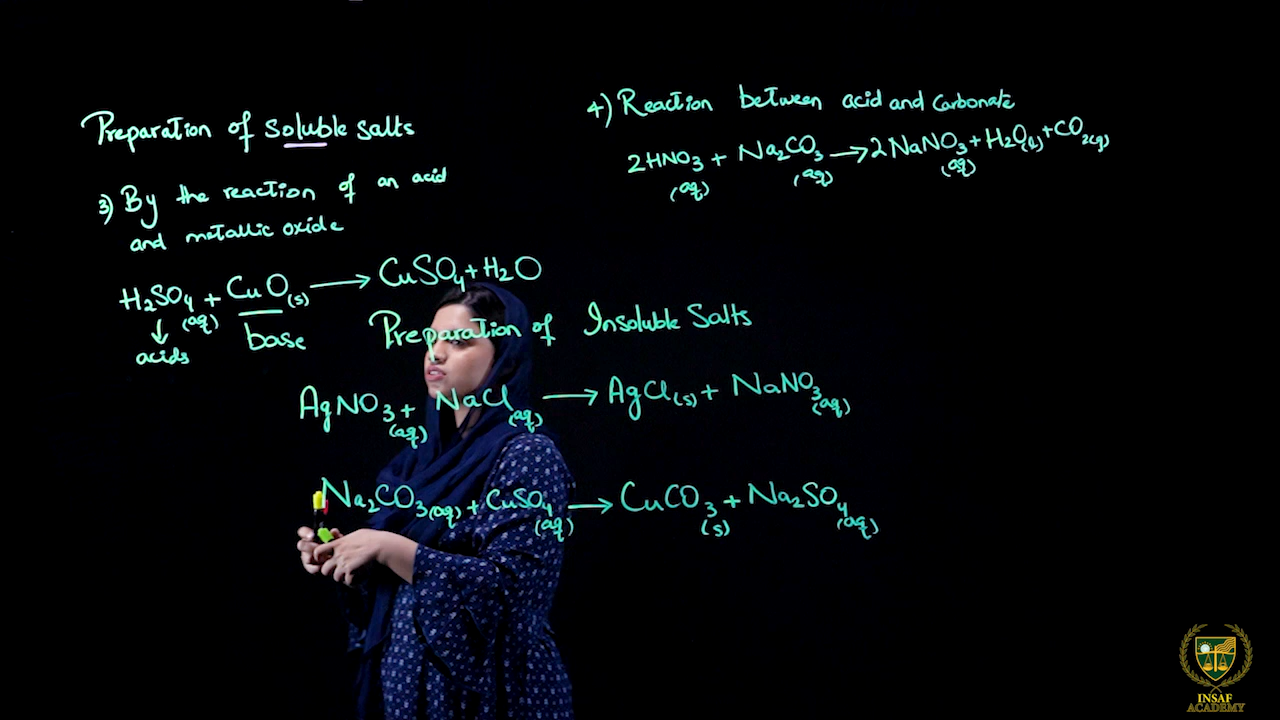 Preparation of Soluble Salts
3) By the reaction of an acid
and metallic oxide
H₂SO₄ (aq) + CuO (s) → CuSO₄ + H₂O
↓
acids
base
4) Reaction between acid and carbonate
2HNO₃ (aq) + Na₂CO₃ (aq) → 2NaNO₃ (aq) + H₂O (l) + CO₂ (g)
Preparation of Insoluble Salts
AgNO₃ (aq) + NaCl (aq) → AgCl (s) + NaNO₃ (aq)
Na₂CO₃ (aq) + CuSO₄ (aq) → CuCO₃ (s) + Na₂SO₄ (aq)
INSAF
ACADEMY